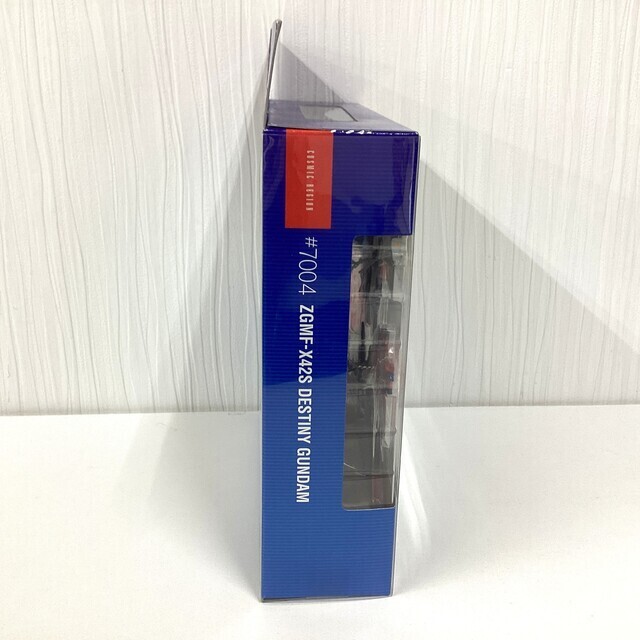 COSMIC REGION
#7004 ZGMF-X42S DESTINY GUNDAM